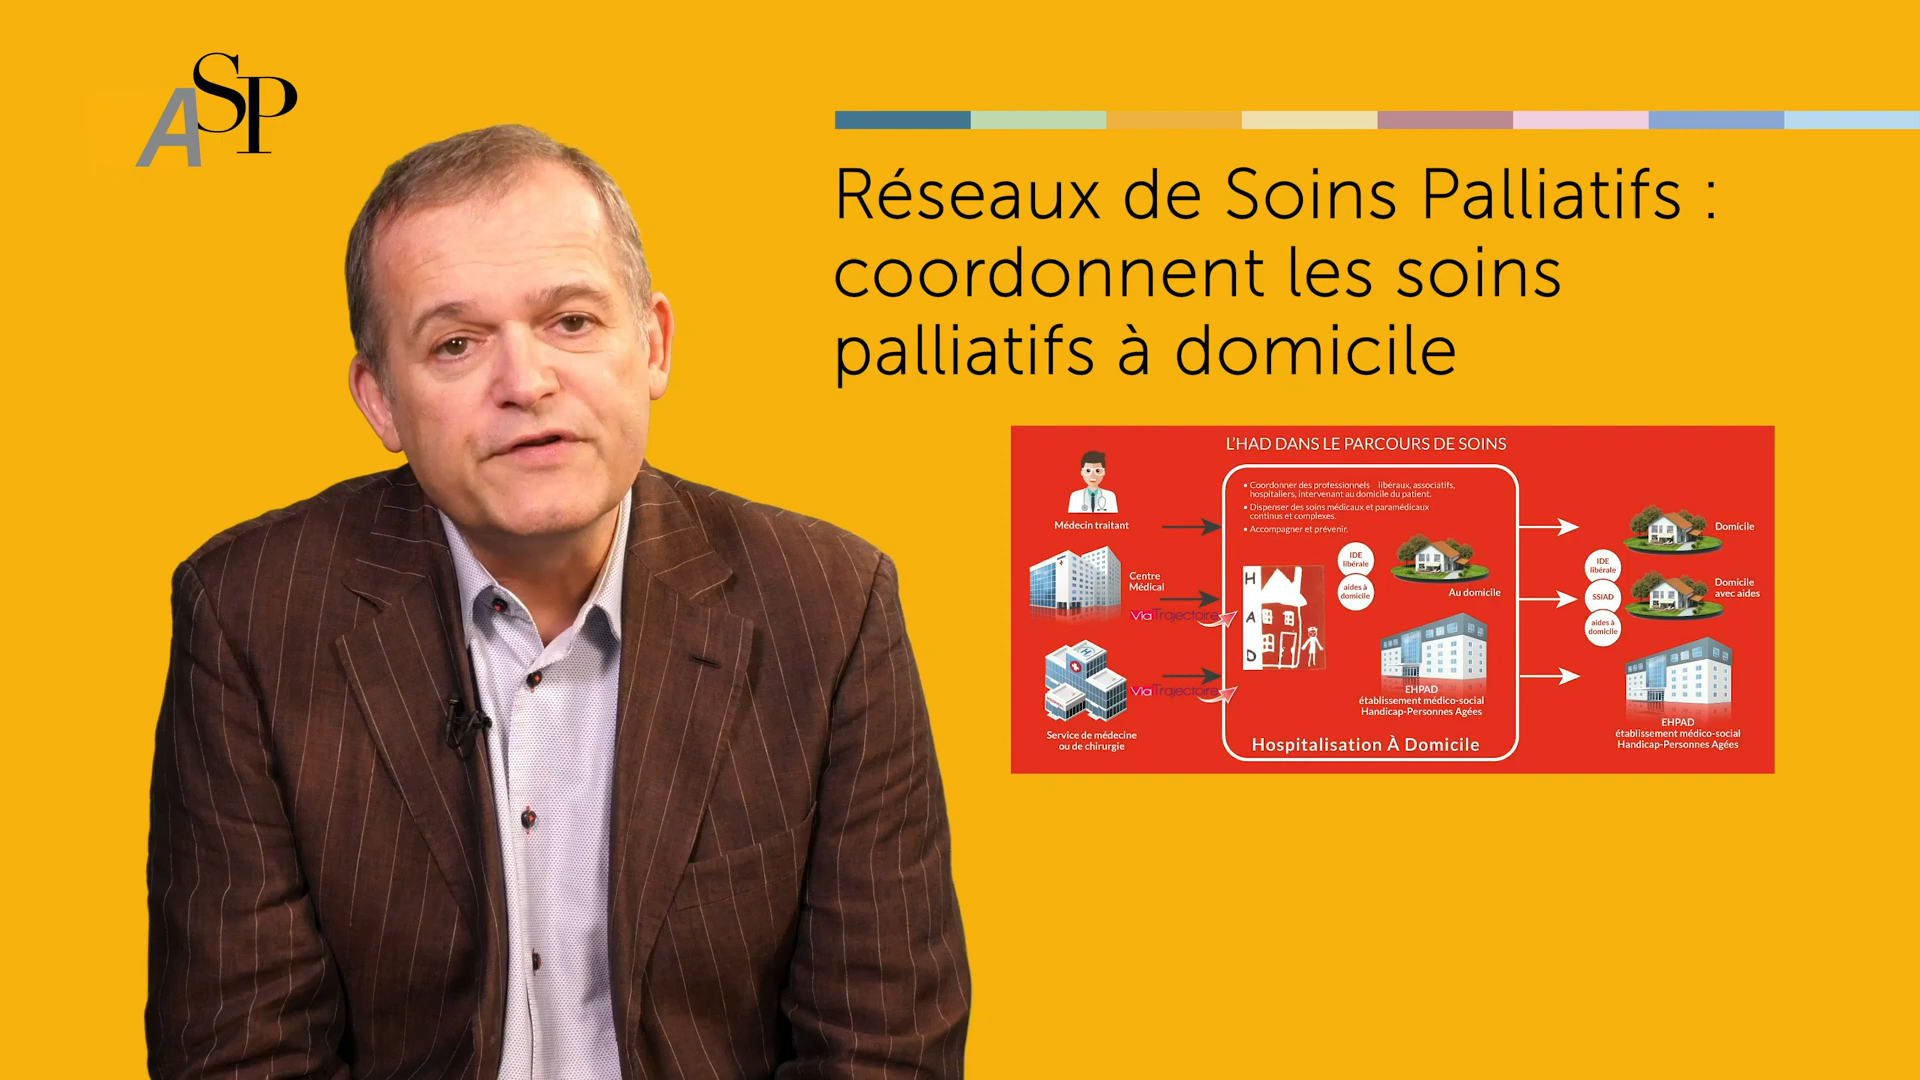 ASP
Réseaux de Soins Palliatifs :
coordonnent les soins
palliatifs à domicile
L'HAD DANS LE PARCOURS DE SOINS
Médecin traitant
Centre
Médical
ViaTrajectoire
Service de médecine
ou de chirurgie
ViaTrajectoire
• Coordonner des professionnels libéraux, associatifs,
hospitaliers, intervenant au domicile du patient.
• Dispenser des soins médicaux et paramédicaux
continus et complexes.
• Accompagner et prévenir.
H
A
D
IDE
libérale
aides à
domicile
Au domicile
EHPAD
établissement médico-social
Handicap-Personnes Agées
Hospitalisation À Domicile
Domicile
IDE
libérale
SSIAD
aides à
domicile
Domicile
avec aides
EHPAD
établissement médico-social
Handicap-Personnes Agées